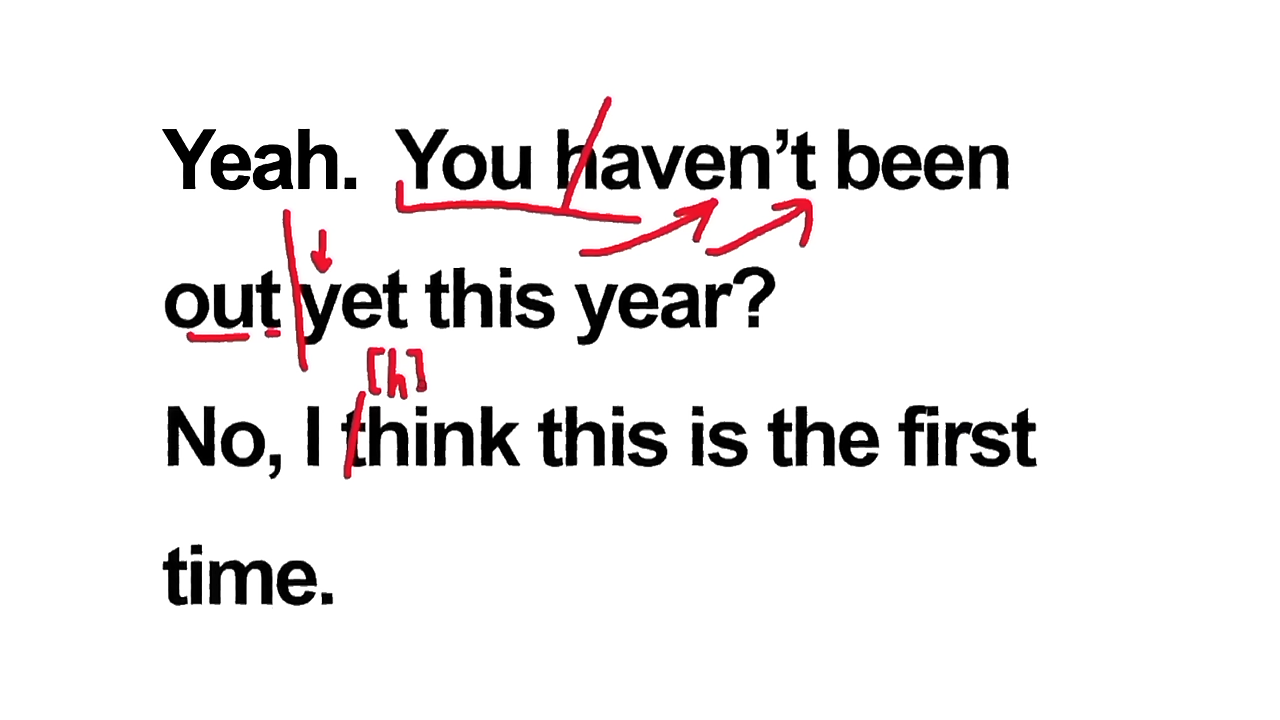 Yeah. You haven't been
out yet this year?
[h]
No, I think this is the first
time.